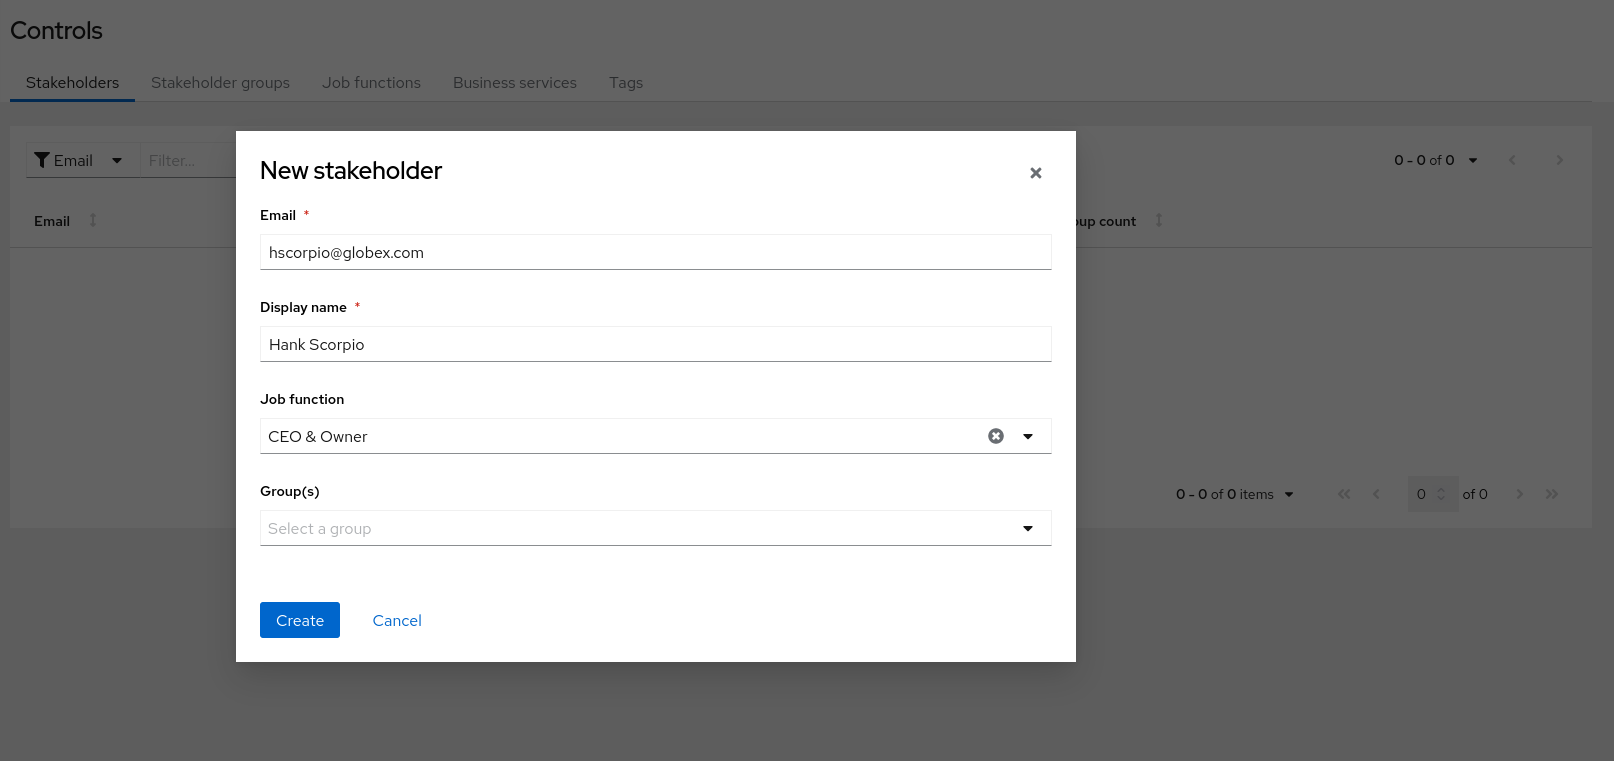 Controls
Stakeholders Stakeholder groups Job functions Business services Tags
Email Filter... 0 - 0 of 0
Email oup count
New stakeholder
Email *
hscorpio@globex.com
Display name *
Hank Scorpio
Job function
CEO & Owner
Group(s)
Select a group
0 - 0 of 0 items 0 of 0
Create Cancel